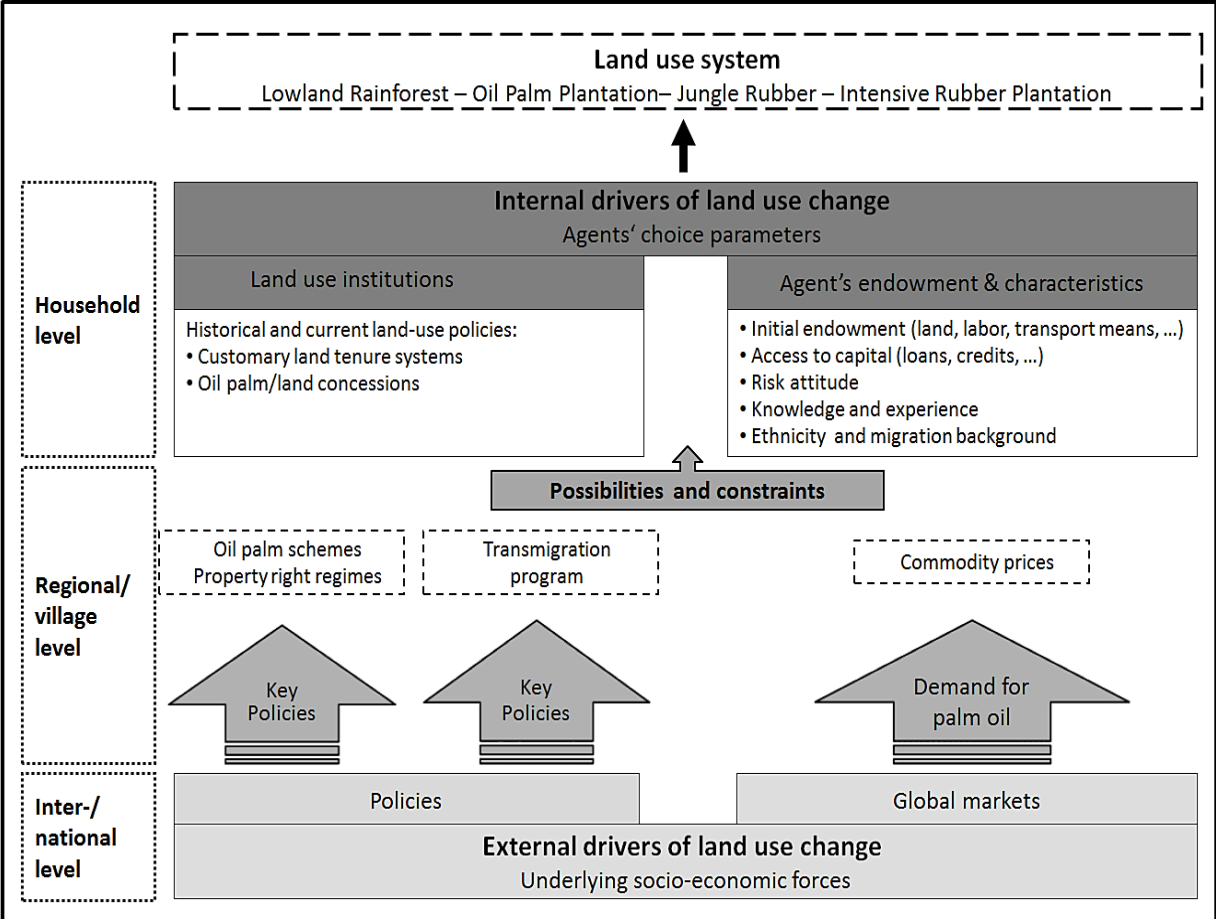 Land use system
Lowland Rainforest – Oil Palm Plantation– Jungle Rubber – Intensive Rubber Plantation
Internal drivers of land use change
Agents‘ choice parameters
Household
level
Land use institutions
Historical and current land-use policies:
• Customary land tenure systems
• Oil palm/land concessions
Agent’s endowment & characteristics
• Initial endowment (land, labor, transport means, ...)
• Access to capital (loans, credits, ...)
• Risk attitude
• Knowledge and experience
• Ethnicity and migration background
Possibilities and constraints
Regional/
village
level
Oil palm schemes
Property right regimes
Transmigration
program
Commodity prices
Key
Policies
Key
Policies
Demand for
palm oil
Inter-/
national
level
Policies
Global markets
External drivers of land use change
Underlying socio-economic forces